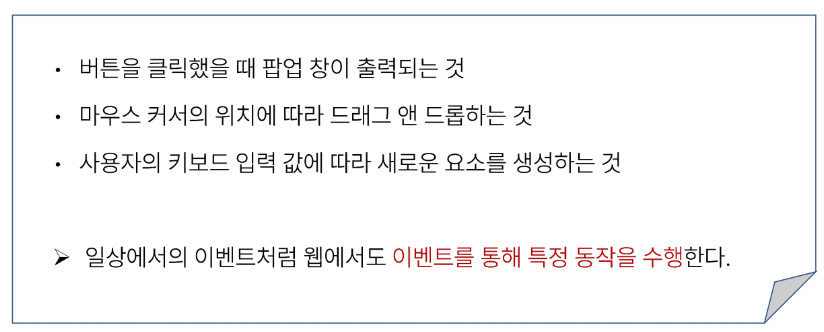 • 버튼을 클릭했을 때 팝업 창이 출력되는 것
• 마우스 커서의 위치에 따라 드래그 앤 드롭하는 것
• 사용자의 키보드 입력 값에 따라 새로운 요소를 생성하는 것
➢ 일상에서의 이벤트처럼 웹에서도 이벤트를 통해 특정 동작을 수행한다.